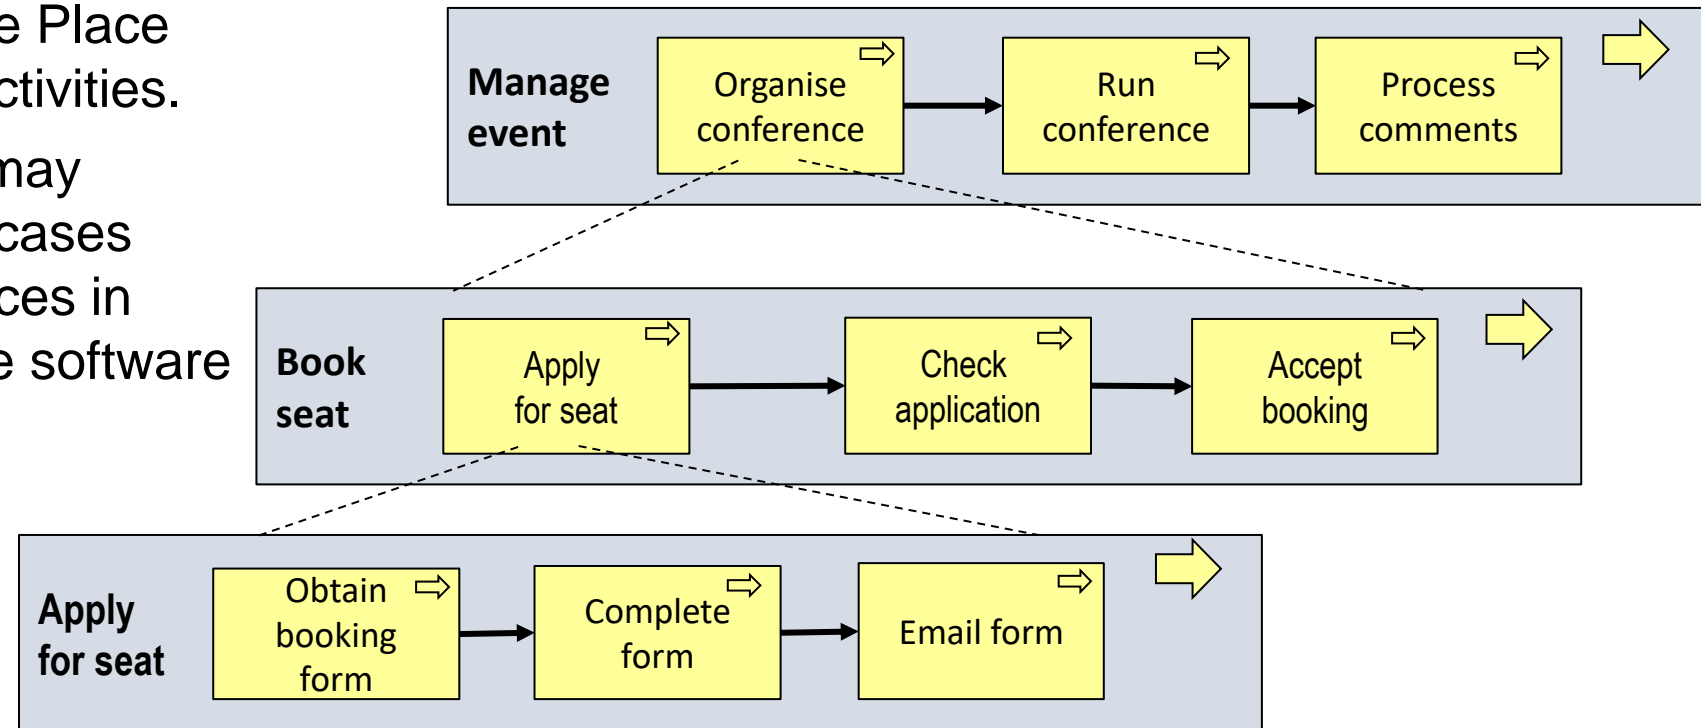 e Place
ctivities.
may
cases
ces in
e software
Manage
event
Organise
conference
Run
conference
Process
comments
Book
seat
Apply
for seat
Check
application
Accept
booking
Apply
for seat
Obtain
booking
form
Complete
form
Email form